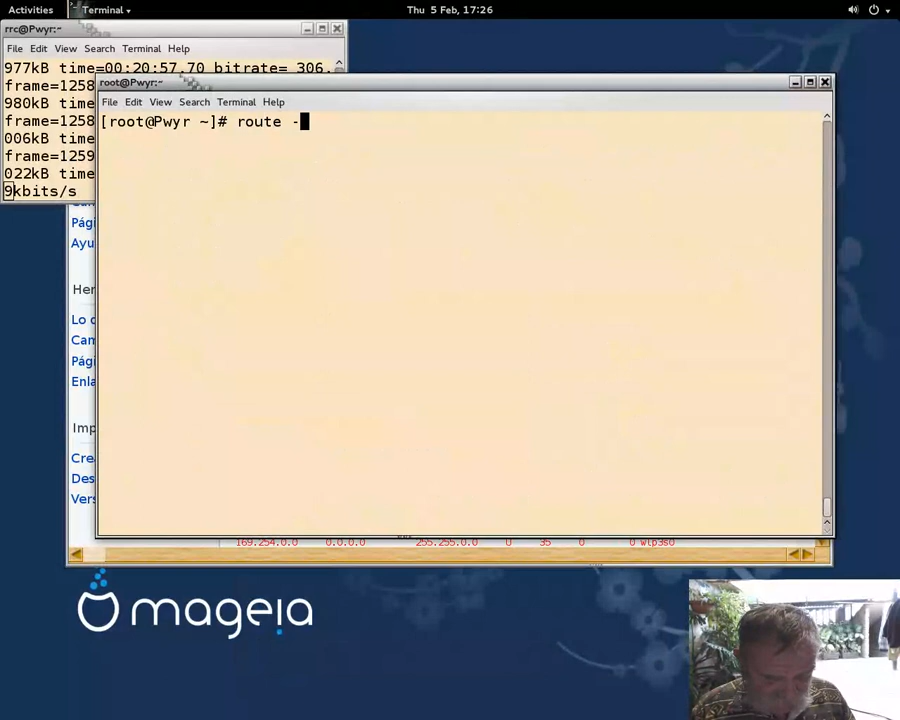 Activities
Terminal
Thu 5 Feb, 17:26
rrc@Pwyr:~
File Edit View Search Terminal Help
977kB time=00:20:57.70 bitrate= 306.
frame=1258
980kB time
frame=1258
006kB time
frame=1259
022kB time
9kbits/s
root@Pwyr:~
File Edit View Search Terminal Help
[root@Pwyr ~]# route -
Pági
Ayu
Her
Lo
Cam
Pági
Enla
Imp
Cre
Des
Vers
169.254.0.0 0.0.0.0 255.255.0.0 U 35 0 0 wlp3s0
mageia